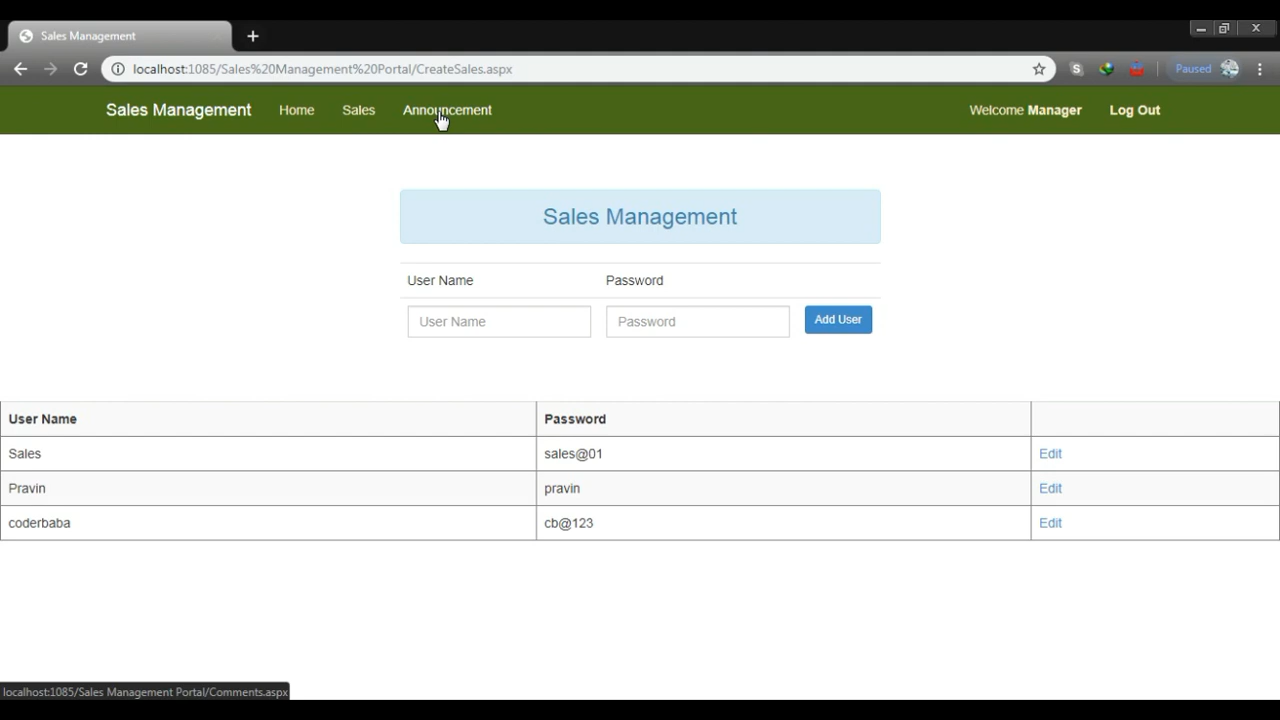 Sales Management
localhost:1085/Sales%20Management%20Portal/CreateSales.aspx
Paused
Sales Management Home Sales Announcement Welcome Manager Log Out
Sales Management
User Name Password
User Name Password Add User
User Name Password
Sales sales@01 Edit
Pravin pravin Edit
coderbaba cb@123 Edit
localhost:1085/Sales Management Portal/Comments.aspx